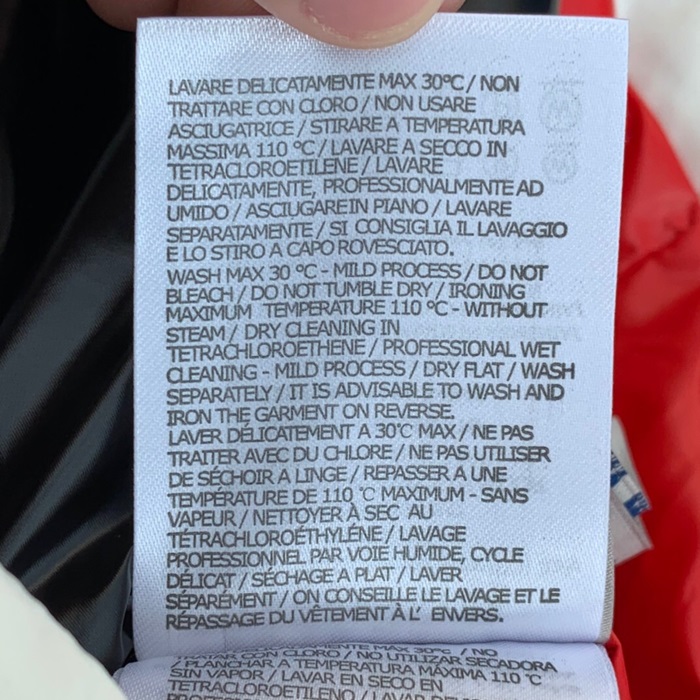 LAVARE DELICATAMENTE MAX 30°C / NON
TRATTARE CON CLORO / NON USARE
ASCIUGATRICE / STIRARE A TEMPERATURA
MASSIMA 110 °C / LAVARE A SECCO IN
TETRACLOROETILENE / LAVARE
DELICATAMENTE, PROFESSIONALMENTE AD
UMIDO / ASCIUGARE IN PIANO / LAVARE
SEPARATAMENTE / SI CONSIGLIA IL LAVAGGIO
E LO STIRO A CAPO ROVESCIATO.
WASH MAX 30 °C - MILD PROCESS / DO NOT
BLEACH / DO NOT TUMBLE DRY / IRONING
MAXIMUM TEMPERATURE 110 °C - WITHOUT
STEAM / DRY CLEANING IN
TETRACHLOROETHENE / PROFESSIONAL WET
CLEANING - MILD PROCESS / DRY FLAT / WASH
SEPARATELY / IT IS ADVISABLE TO WASH AND
IRON THE GARMENT ON REVERSE.
LAVER DÉLICATEMENT A 30°C MAX / NE PAS
TRAITER AVEC DU CHLORE / NE PAS UTILISER
DE SÉCHOIR A LINGE / REPASSER A UNE
TEMPÉRATURE DE 110 °C MAXIMUM - SANS
VAPEUR / NETTOYER À SEC AU
TÉTRACHLOROÉTHYLÉNE / LAVAGE
PROFESSIONNEL PAR VOIE HUMIDE, CYCLE
DÉLICAT / SÉCHAGE A PLAT / LAVER
SÉPARÉMENT / ON CONSEILLE LE LAVAGE ET LE
RÉPASSAGE DU VÊTEMENT À L' ENVERS.
MAX 30°C / NO
TRATAR CON CLORO / NO UTILIZAR SECADORA
/ PLANCHAR A TEMPERATURA MÁXIMA 110 °C
SIN VAPOR / LAVAR EN SECO EN
TETRACLOROETILENO